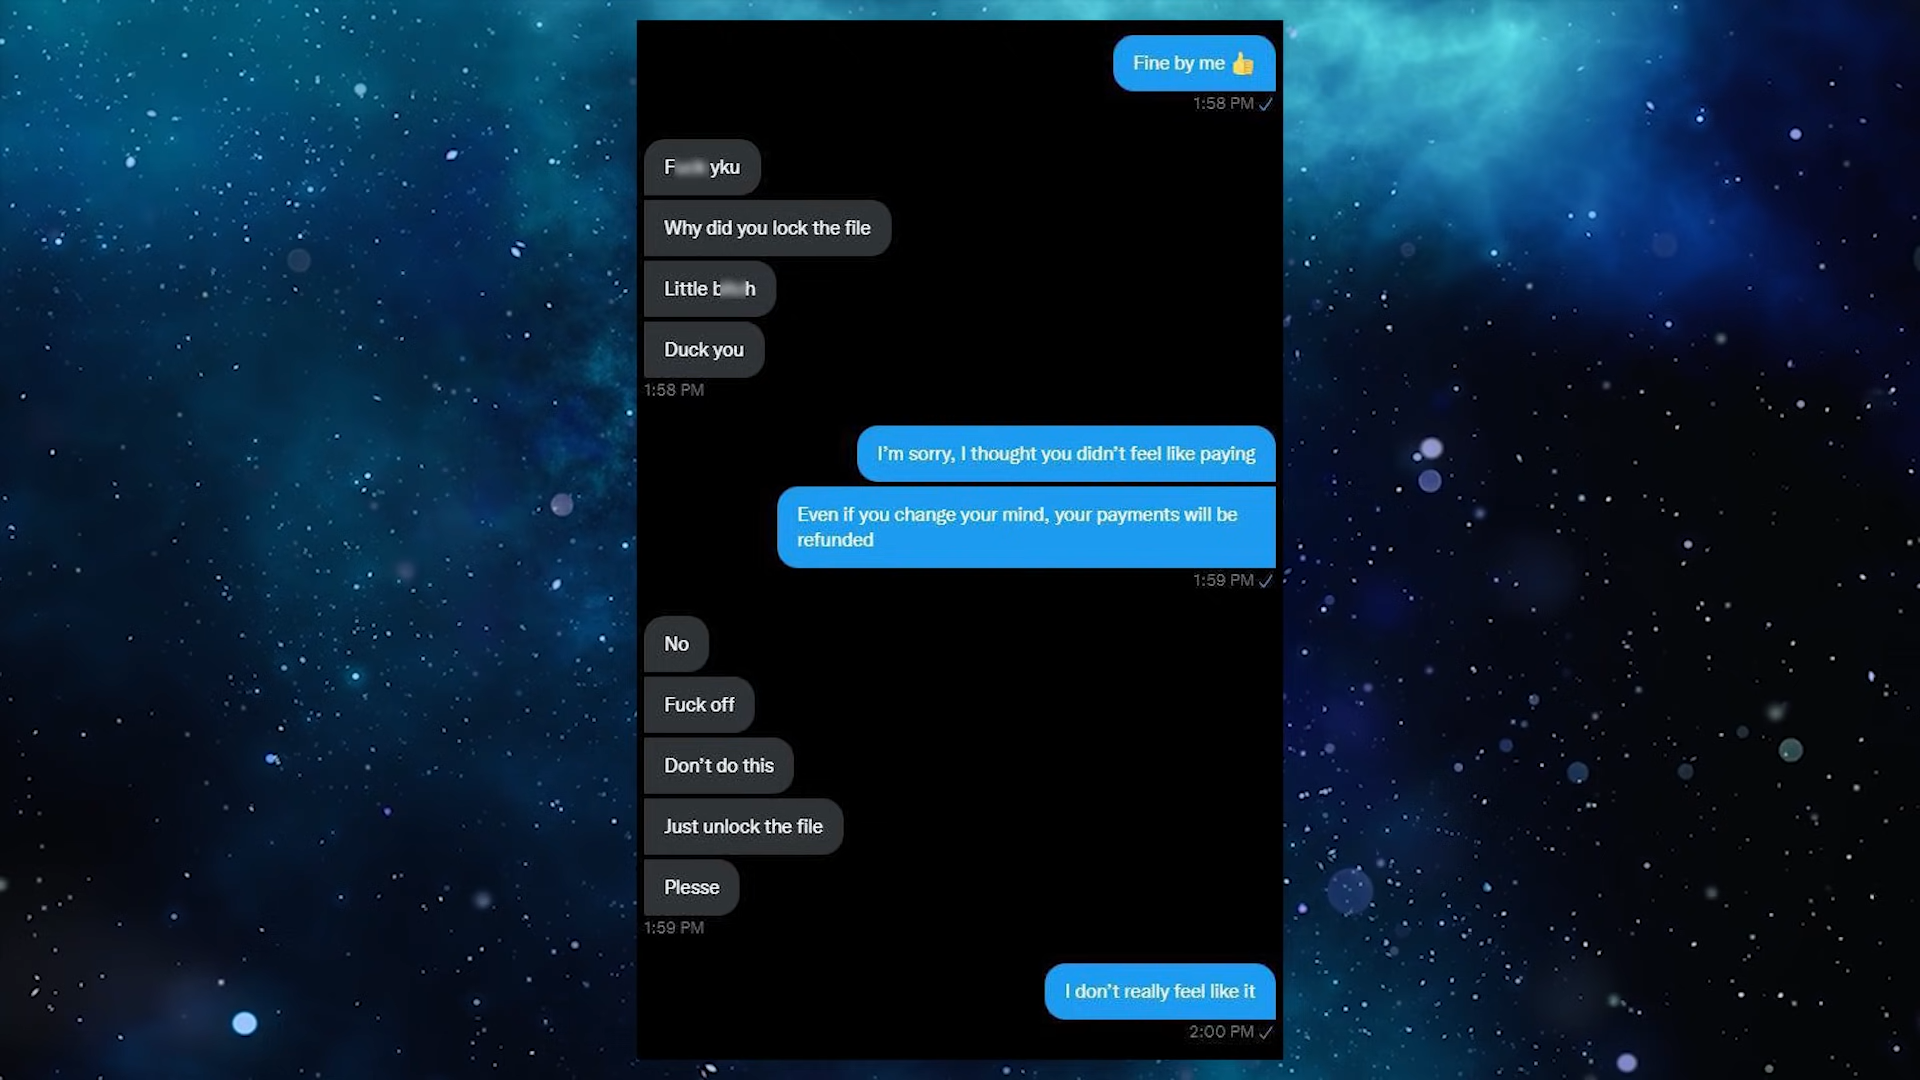 Fine by me 👍
1:58 PM ✓
F yku
Why did you lock the file
Little b h
Duck you
1:58 PM
I'm sorry, I thought you didn't feel like paying
Even if you change your mind, your payments will be
refunded
1:59 PM ✓
No
Fuck off
Don't do this
Just unlock the file
Plesse
1:59 PM
I don't really feel like it
2:00 PM ✓